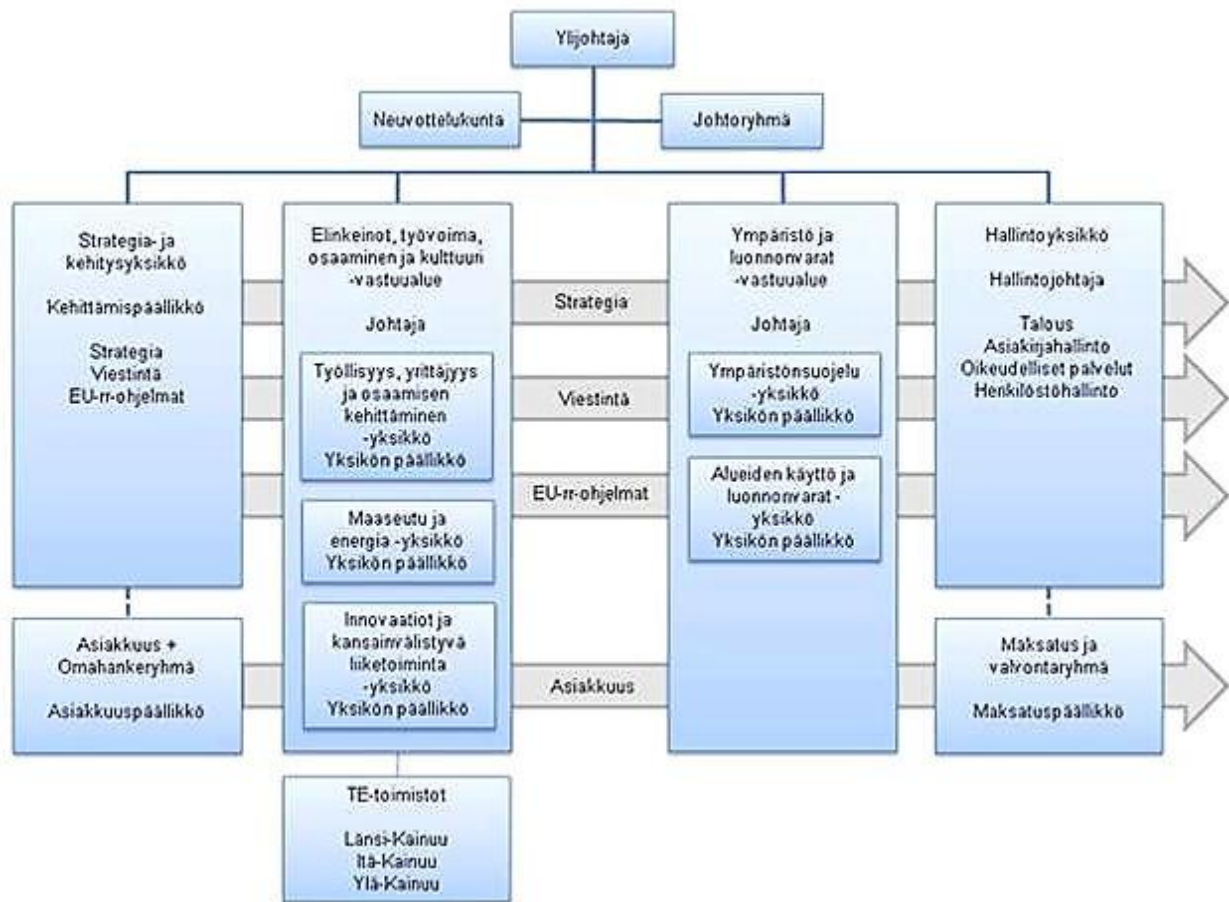 Ylijohtaja
Neuvottelukunta
Johtoryhmä
Strategia- ja
kehitysyksikkö
Kehittämispäällikkö
Strategia
Viestintä
EU-rr-ohjelmat
Elinkeinot, työvoima,
osaaminen ja kulttuuri
-vastuualue
Johtaja
Työllisyys, yrittäjyys
ja osaamisen
kehittäminen
-yksikkö
Yksikön päällikkö
Maaseutu ja
energia -yksikkö
Yksikön päällikkö
Innovaatiot ja
kansainvälistyvä
liiketoiminta
-yksikkö
Yksikön päällikkö
Strategia
Viestintä
EU-rr-ohjelmat
Asiakkuus
Ympäristö ja
luonnonvarat
-vastuualue
Johtaja
Ympäristönsuojelu
-yksikkö
Yksikön päällikkö
Alueiden käyttö ja
luonnonvarat -
yksikkö
Yksikön päällikkö
Hallintoyksikkö
Hallintojohtaja
Talous
Asiakirjahallinto
Oikeudelliset palvelut
Henkilöstöhallinto
Asiakkuus +
Omahankeryhmä
Asiakkuuspäällikkö
Maksatus ja
valvontaryhmä
Maksatuspäällikkö
TE-toimistot
Länsi-Kainuu
Itä-Kainuu
Ylä-Kainuu